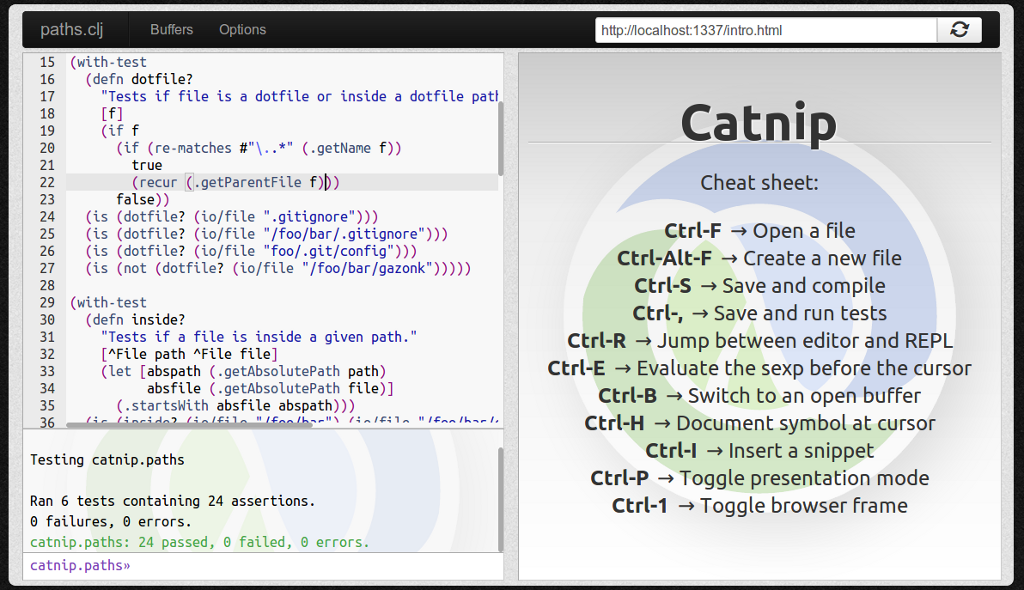 paths.clj Buffers Options http://localhost:1337/intro.html
15 (with-test
16 (defn dotfile?
17 "Tests if file is a dotfile or inside a dotfile path
18 [f]
19 (if f
20 (if (re-matches #"\..*" (.getName f))
21 true
22 (recur (.getParentFile f)))
23 false))
24 (is (dotfile? (io/file ".gitignore")))
25 (is (dotfile? (io/file "/foo/bar/.gitignore")))
26 (is (dotfile? (io/file "foo/.git/config")))
27 (is (not (dotfile? (io/file "/foo/bar/gazonk")))))
28
29 (with-test
30 (defn inside?
31 "Tests if a file is inside a given path."
32 [^File path ^File file]
33 (let [abspath (.getAbsolutePath path)
34 absfile (.getAbsolutePath file)]
35 (.startsWith absfile abspath)))
36 (is (inside? (io/file "/foo/bar") (io/file "/foo/bar/
Testing catnip.paths
Ran 6 tests containing 24 assertions.
0 failures, 0 errors.
catnip.paths: 24 passed, 0 failed, 0 errors.
catnip.paths»
Catnip
Cheat sheet:
Ctrl-F → Open a file
Ctrl-Alt-F → Create a new file
Ctrl-S → Save and compile
Ctrl-, → Save and run tests
Ctrl-R → Jump between editor and REPL
Ctrl-E → Evaluate the sexp before the cursor
Ctrl-B → Switch to an open buffer
Ctrl-H → Document symbol at cursor
Ctrl-I → Insert a snippet
Ctrl-P → Toggle presentation mode
Ctrl-1 → Toggle browser frame